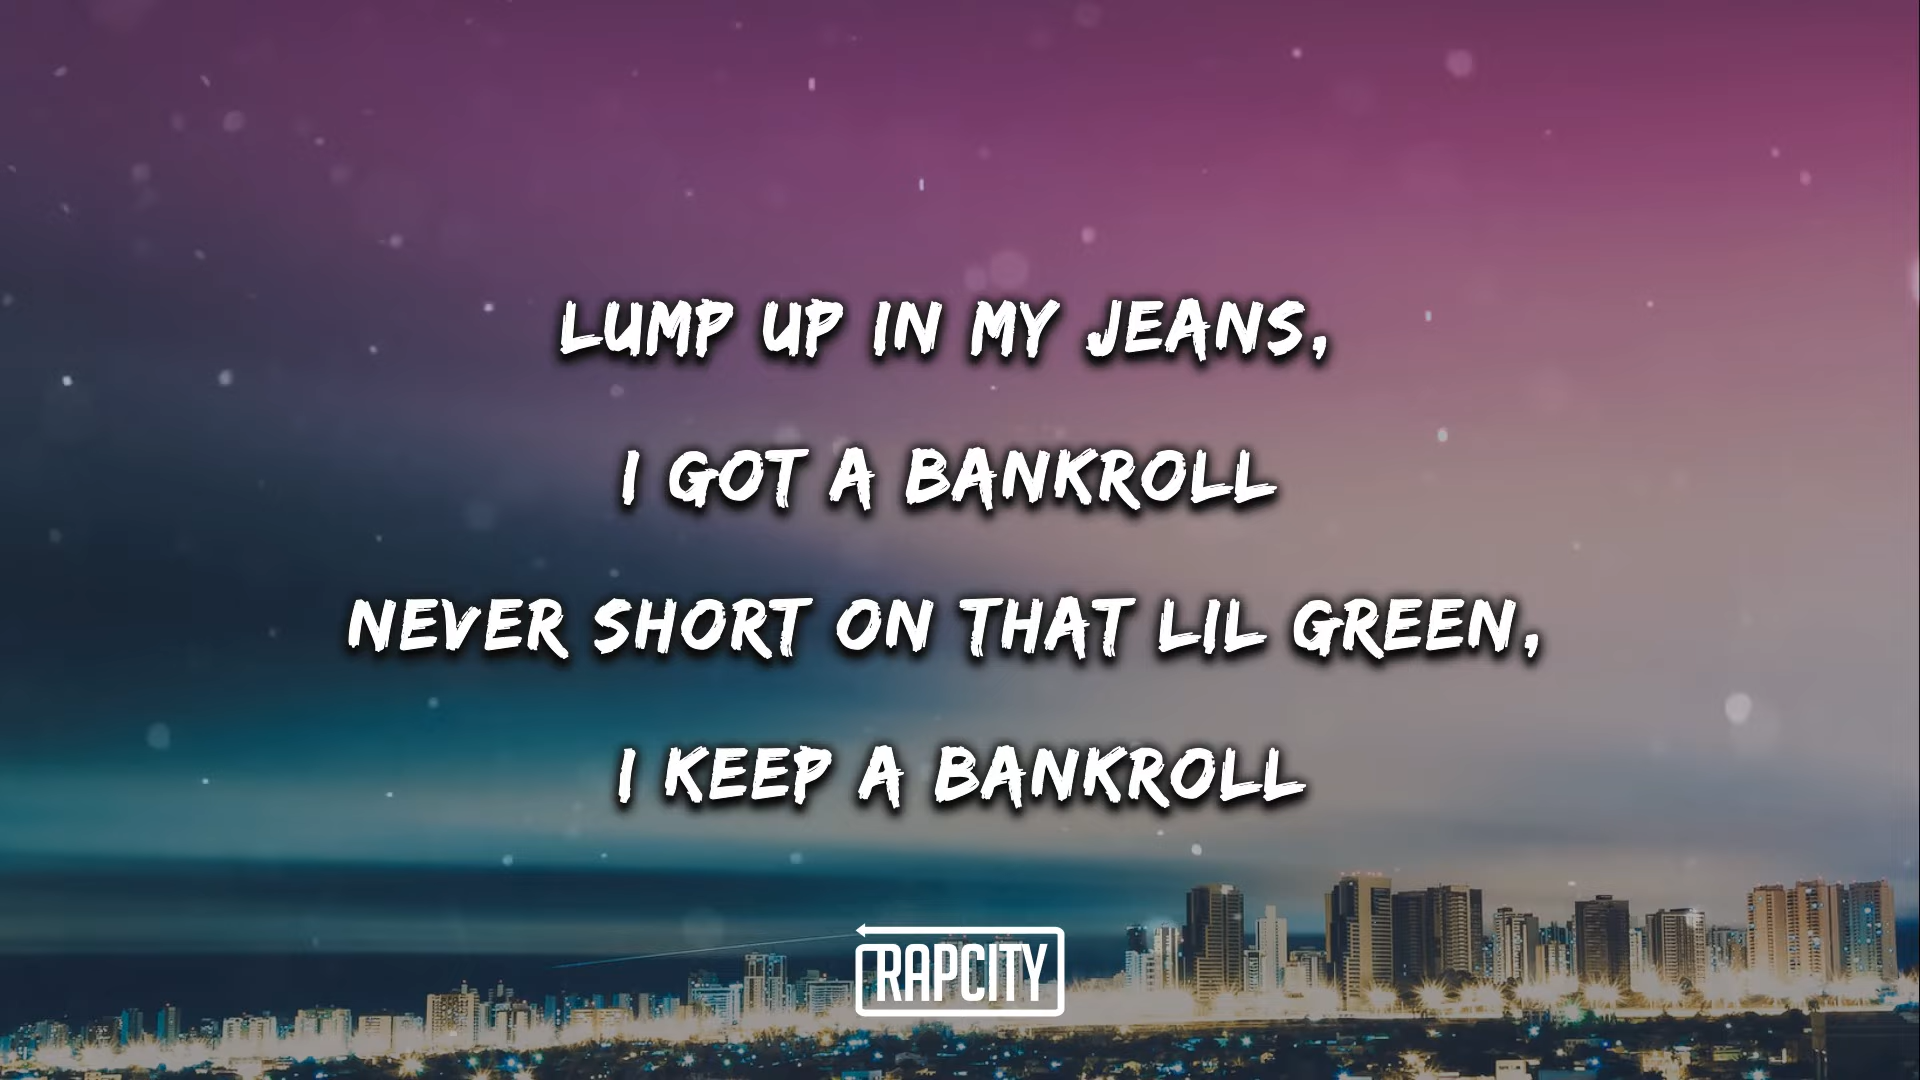 LUMP UP IN MY JEANS,
I GOT A BANKROLL
NEVER SHORT ON THAT LIL GREEN,
I KEEP A BANKROLL
RAPCITY